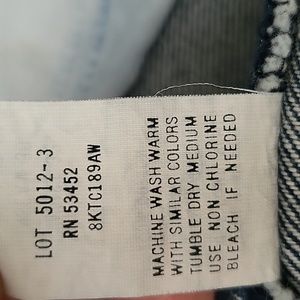 LOT 5012-3
RN 53452
8KTC189AW
MACHINE WASH WARM
WITH SIMILAR COLORS
TUMBLE DRY MEDIUM
USE NON CHLORINE
BLEACH IF NEEDED